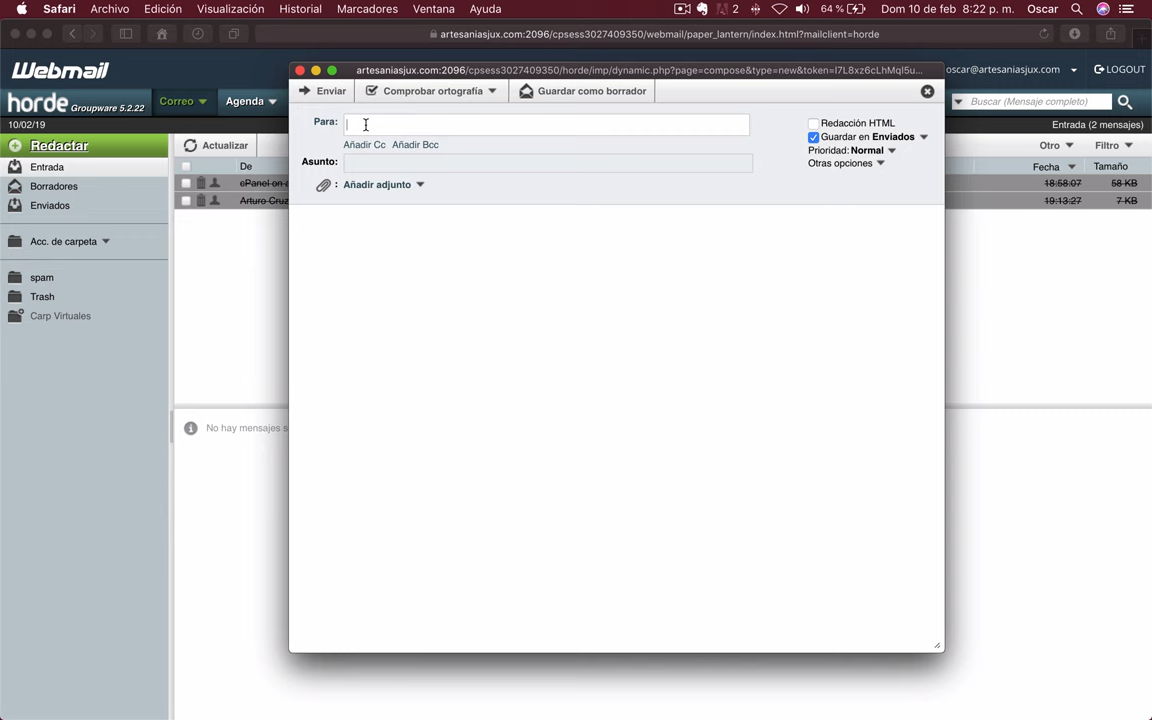 Safari Archivo Edición Visualización Historial Marcadores Ventana Ayuda 2 64 % Dom 10 de feb 8:22 p. m. Oscar
artesaniasjux.com:2096/cpsess3027409350/webmail/paper_lantern/index.html?mailclient=horde
Webmail oscar@artesaniasjux.com LOGOUT
artesaniasjux.com:2096/cpsess3027409350/horde/imp/dynamic.php?page=compose&type=new&token=I7L8xz6cLhMqI5u...
horde Groupware 5.2.22 Correo Agenda Buscar (Mensaje completo)
Enviar Comprobar ortografía Guardar como borrador
10/02/19 Entrada (2 mensajes)
Para: Redacción HTML
Guardar en Enviados
Redactar Actualizar Añadir Cc Añadir Bcc Prioridad: Normal Otro Filtro
Asunto: Otras opciones
Entrada De Fecha Tamaño
Borradores cPanel on 18:58:07 58 KB
Añadir adjunto
Enviados Arturo Cruz 19:13:27 7 KB
Acc. de carpeta
spam
Trash
Carp Virtuales
No hay mensajes s